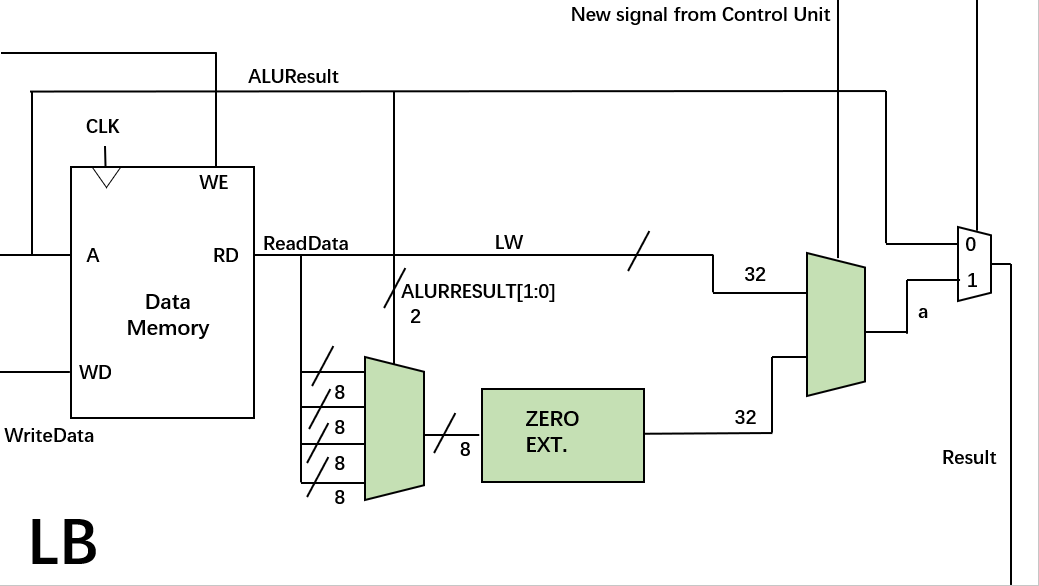 New signal from Control Unit
ALUResult
CLK
WE
ReadData
LW
0
A
RD
32
1
ALURRESULT[1:0]
2
Data
Memory
a
WD
8
ZERO
EXT.
32
8
WriteData
8
8
Result
8
LB